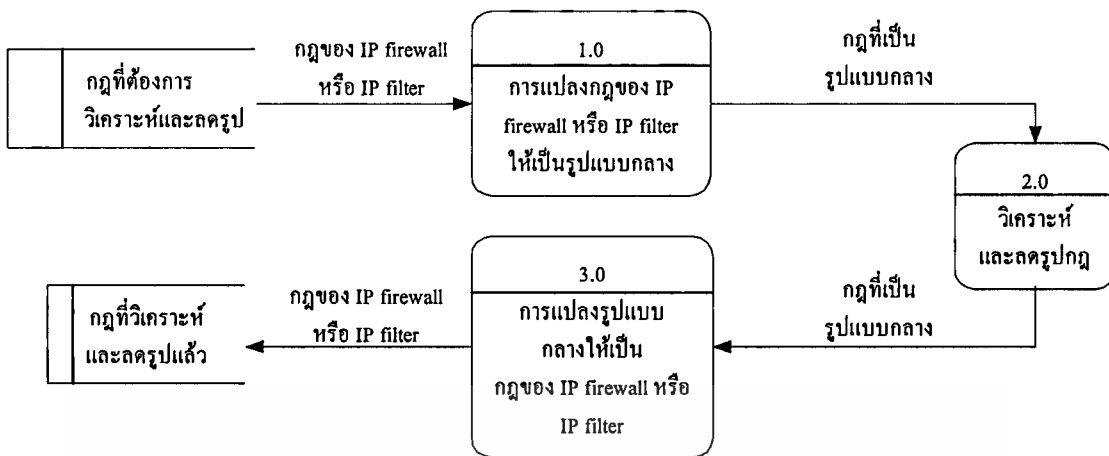 กฎที่ต้องการ
วิเคราะห์และลดรูป
กฎของ IP firewall
หรือ IP filter
1.0
การแปลงกฎของ IP
firewall หรือ IP filter
ให้เป็นรูปแบบกลาง
กฎที่เป็น
รูปแบบกลาง
2.0
วิเคราะห์
และลดรูปกฎ
กฎที่เป็น
รูปแบบกลาง
3.0
การแปลงรูปแบบ
กลางให้เป็น
กฎของ IP firewall หรือ
IP filter
กฎของ IP firewall
หรือ IP filter
กฎที่วิเคราะห์
และลดรูปแล้ว